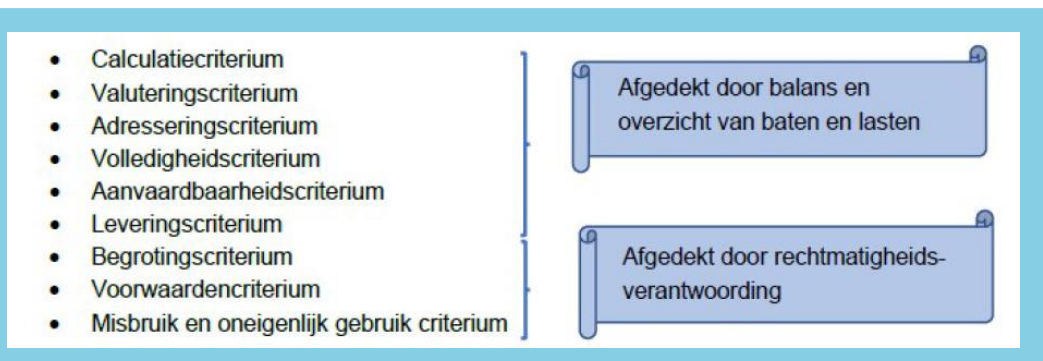 • Calculatiecriterium
• Valuteringscriterium
• Adresseringscriterium
• Volledigheidscriterium
• Aanvaardbaarheidscriterium
• Leveringscriterium
• Begrotingscriterium
• Voorwaardencriterium
• Misbruik en oneigenlijk gebruik criterium
Afgedekt door balans en
overzicht van baten en lasten
Afgedekt door rechtmatigheids-
verantwoording